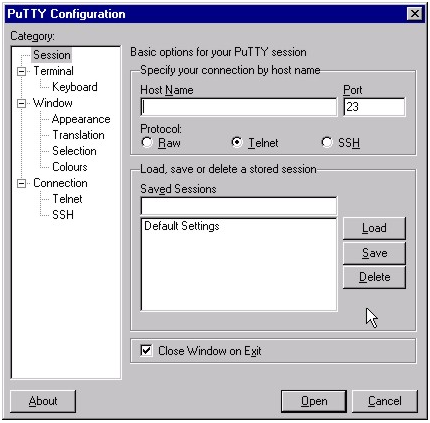 PuTTY Configuration
Category:
Session
Terminal
Keyboard
Window
Appearance
Translation
Selection
Colours
Connection
Telnet
SSH
Basic options for your PuTTY session
Specify your connection by host name
Host Name
Port
23
Protocol:
Raw
Telnet
SSH
Load, save or delete a stored session
Saved Sessions
Default Settings
Load
Save
Delete
Close Window on Exit
About
Open
Cancel